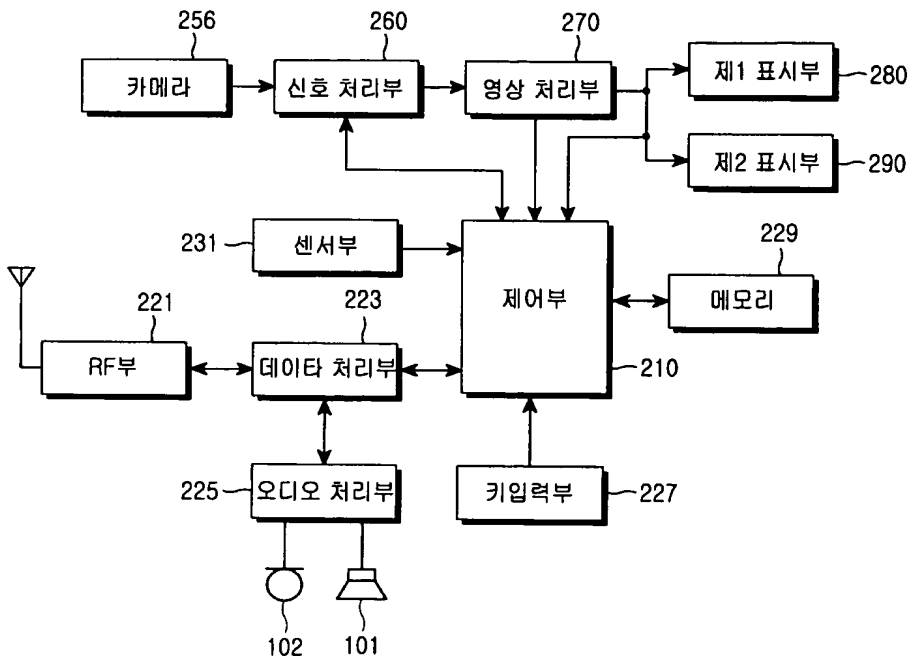 256
260
270
카메라
신호 처리부
영상 처리부
제1 표시부
280
제2 표시부
290
231
센서부
229
제어부
메모리
221
223
RF부
데이타 처리부
210
225
오디오 처리부
키입력부
227
102
101